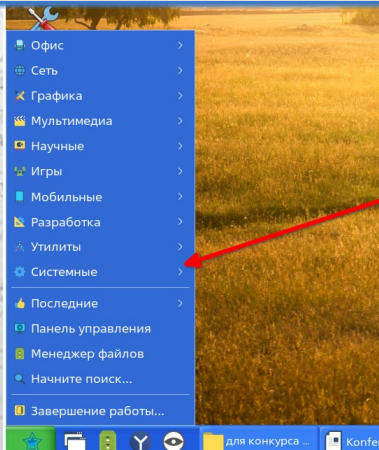 Офис
Сеть
Графика
Мультимедиа
Научные
Игры
Мобильные
Разработка
Утилиты
Системные
Последние
Панель управления
Менеджер файлов
Начните поиск...
Завершение работы...
для конкурса ...
Konfe